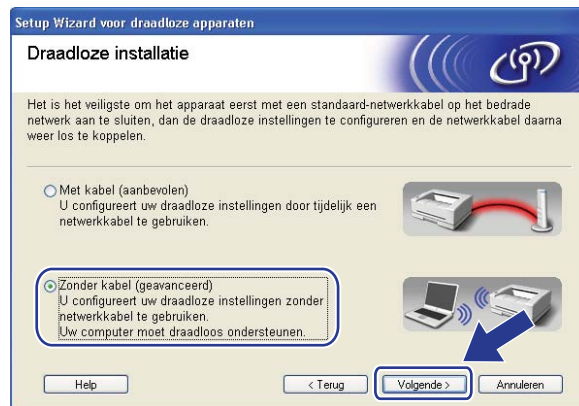 Setup Wizard voor draadloze apparaten
Draadloze installatie
Het is het veiligste om het apparaat eerst met een standaard-netwerkkabel op het bedrade
netwerk aan te sluiten, dan de draadloze instellingen te configureren en de netwerkkabel daarna
weer los te koppelen.
Met kabel (aanbevolen)
U configureert uw draadloze instellingen door tijdelijk een
netwerkkabel te gebruiken.
Zonder kabel (geavanceerd)
U configureert uw draadloze instellingen zonder
netwerkkabel te gebruiken.
Uw computer moet draadloos ondersteunen.
Help
< Terug
Volgende >
Annuleren